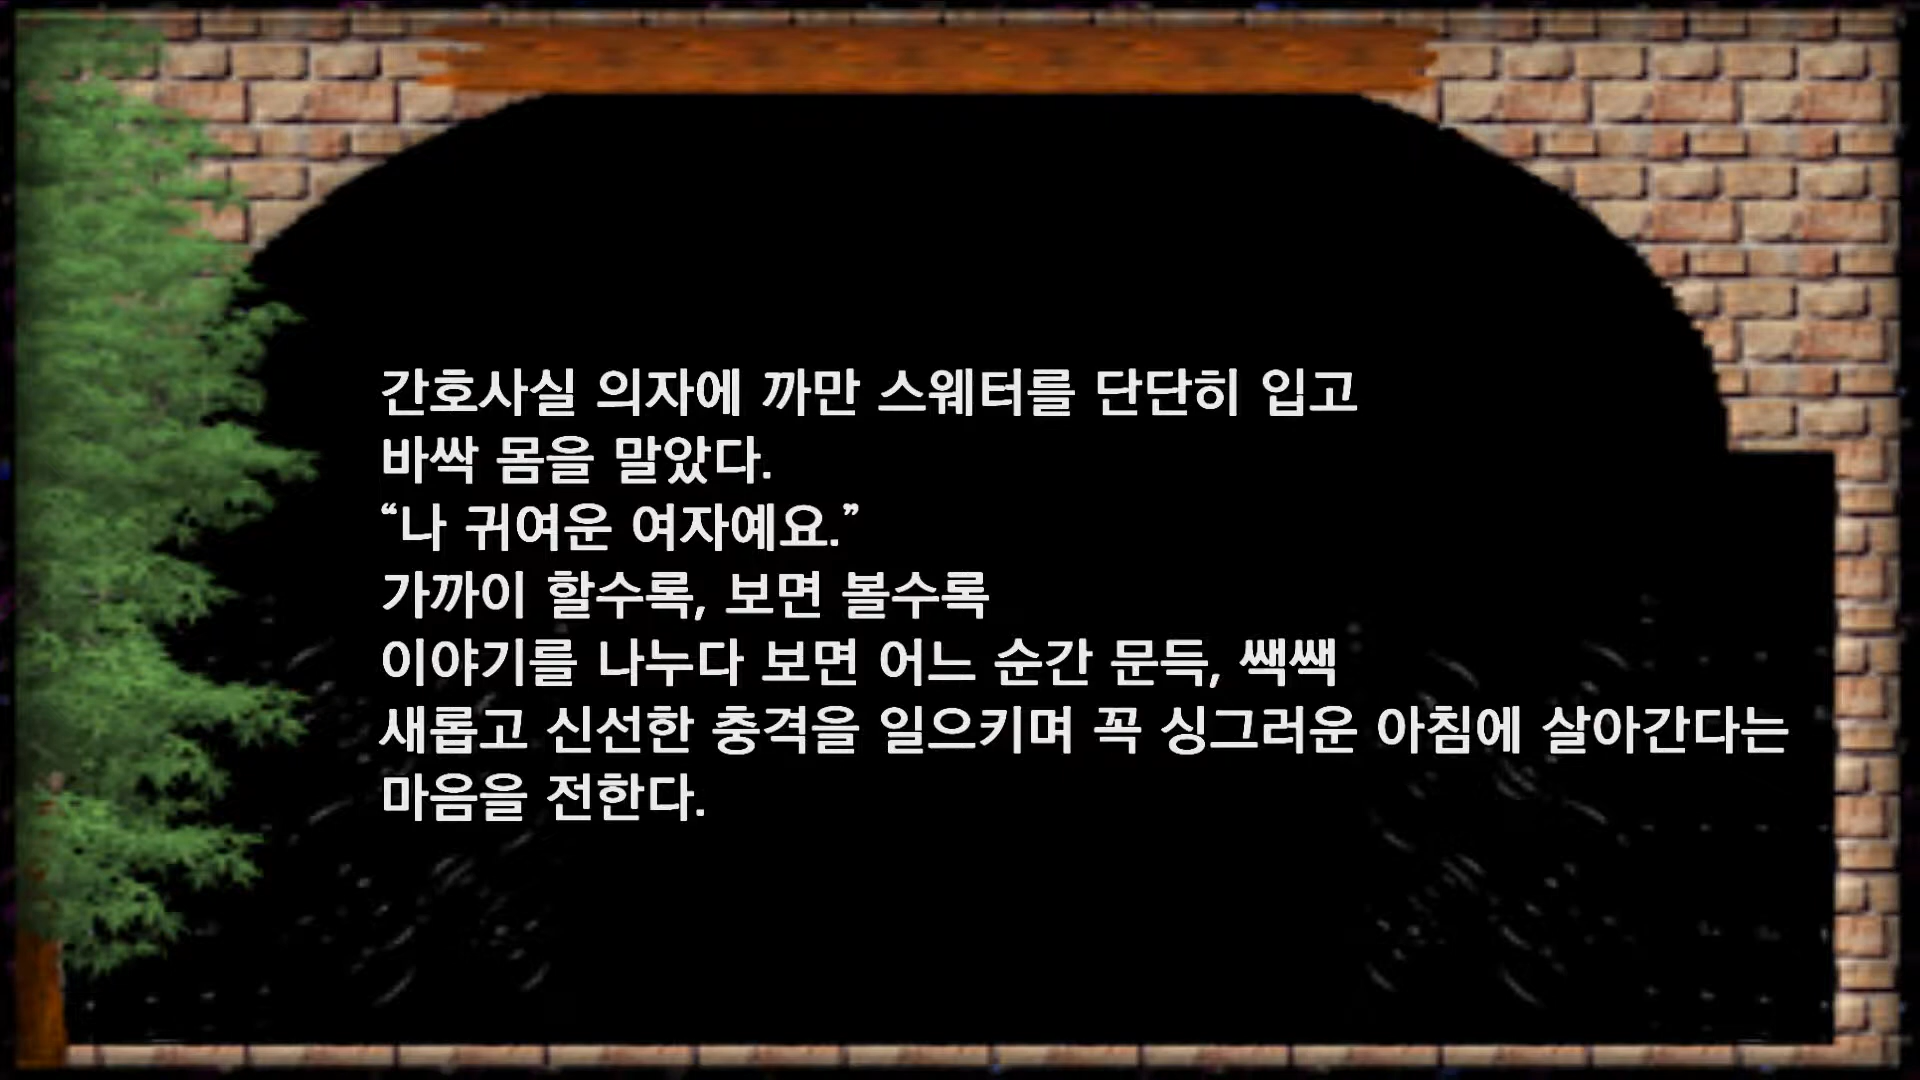 간호사실 의자에 까만 스웨터를 단단히 입고
바싹 몸을 말았다.
“나 귀여운 여자예요.”
가까이 할수록, 보면 볼수록
이야기를 나누다 보면 어느 순간 문득, 쌕쌕
새롭고 신선한 충격을 일으키며 꼭 싱그러운 아침에 살아간다는
마음을 전한다.